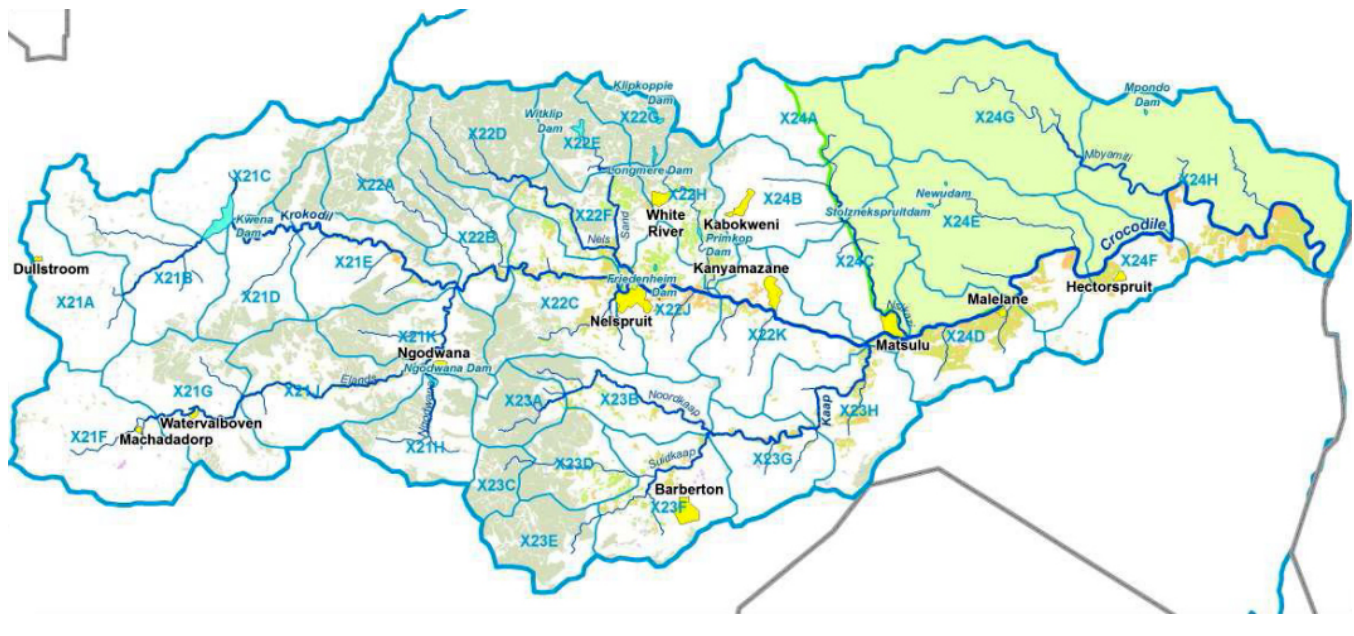 Klipkopple
Dam
X22G
Mpondo
Dam
Witklip
Dam
X22D
X22E
X24A
X24G
Mbyamiti
X21C
X22A
Longmere Dam
X22H
X24H
Kwena
Dam
Krokodil
X22F
Sand
White
River
Kabokweni
X24B
Newudam
Stolznekspruitdam
X24E
Crocodile
X22B
Nels
Primkop
Dam
Dullstroom
X21A
X21B
X21E
X21D
Kanyamazane
X24C
X24F
Hectorspruit
Friedenheim
Dam
X22C
Nelspruit
X22J
Malelane
X21K
X22K
Matsulu
X24D
Ngodwana
Ngodwana Dam
X21G
X21J
Elands
Ngodwana
X23A
X23B
Noordkaap
Kaap
X23H
Watervalboven
X21F
Machadadorp
X21H
X23D
Suidkaap
X23G
X23C
Barberton
X23F
X23E